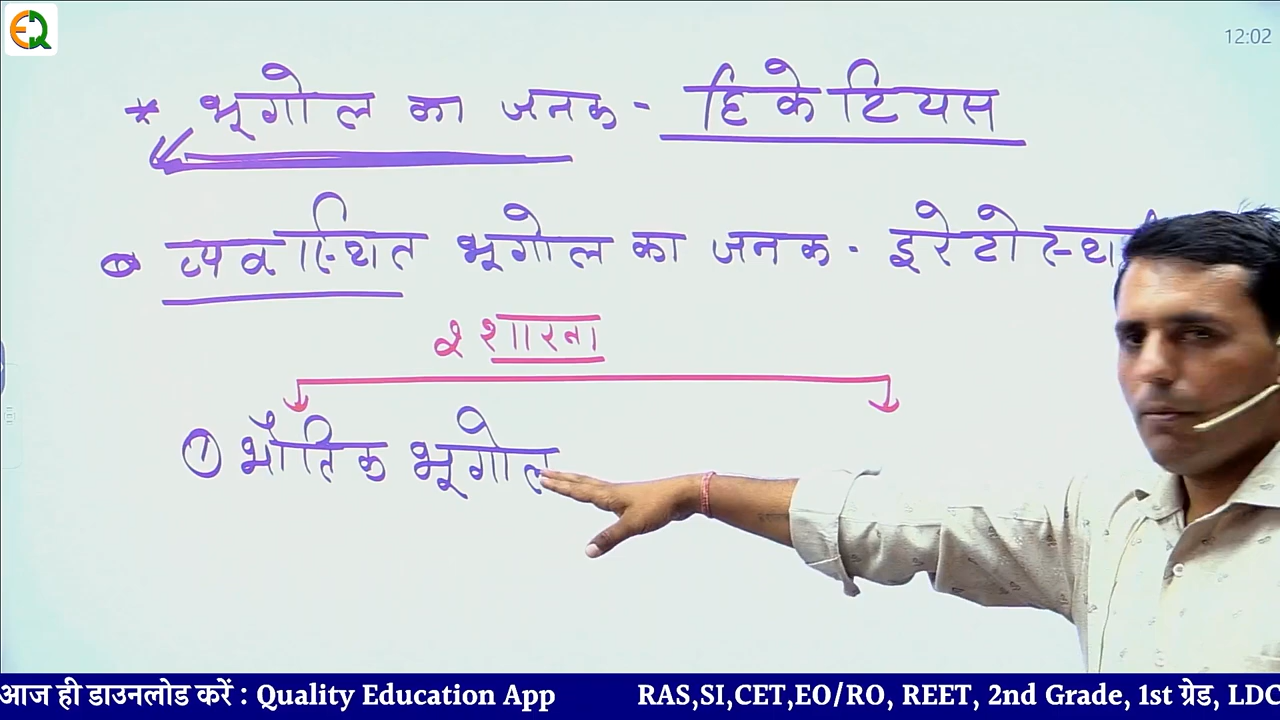 EQ
12:02
* भूगोल का जनक - हिकेटियस
व्यवस्थित भूगोल का जनक - इरेटोस्थ
2 शाखा
① भौतिक भूगोल
आज ही डाउनलोड करें : Quality Education App RAS,SI,CET,EO/RO, REET, 2nd Grade, 1st ग्रेड, LDC